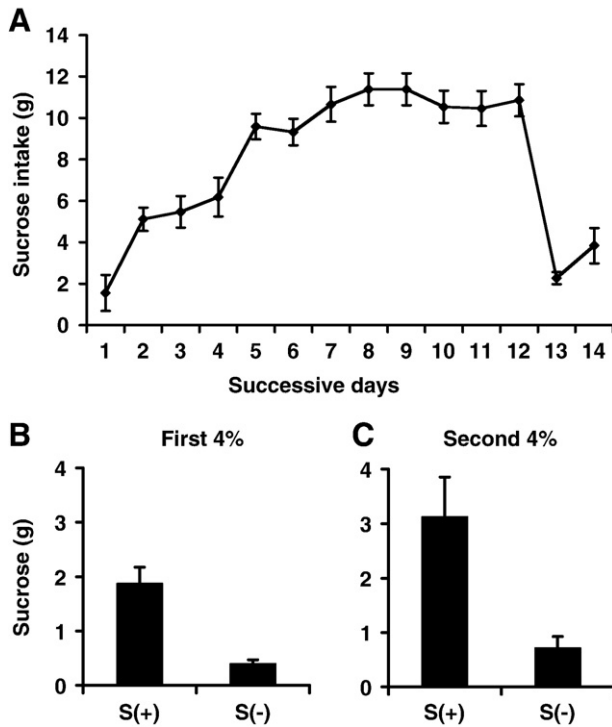 A
Sucrose intake (g)
14
12
10
8
6
4
2
0
1 2 3 4 5 6 7 8 9 10 11 12 13 14
Successive days
B
First 4%
Sucrose (g)
4
3
2
1
0
S(+) S(-)
C
Second 4%
4
3
2
1
0
S(+) S(-)